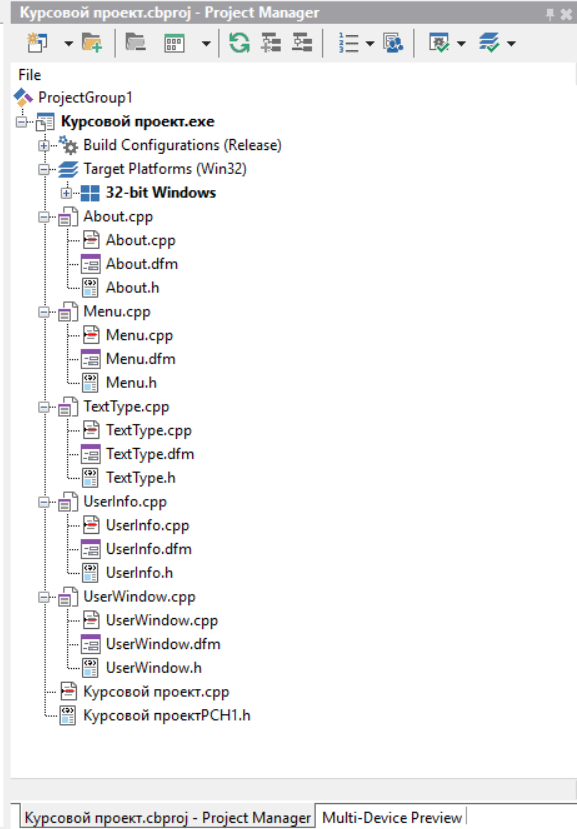 Курсовой проект.cbproj - Project Manager
File
ProjectGroup1
Курсовой проект.exe
Build Configurations (Release)
Target Platforms (Win32)
32-bit Windows
About.cpp
About.cpp
About.dfm
About.h
Menu.cpp
Menu.cpp
Menu.dfm
Menu.h
TextType.cpp
TextType.cpp
TextType.dfm
TextType.h
UserInfo.cpp
UserInfo.cpp
UserInfo.dfm
UserInfo.h
UserWindow.cpp
UserWindow.cpp
UserWindow.dfm
UserWindow.h
Курсовой проект.cpp
Курсовой проектPCH1.h
Курсовой проект.cbproj - Project Manager Multi-Device Preview